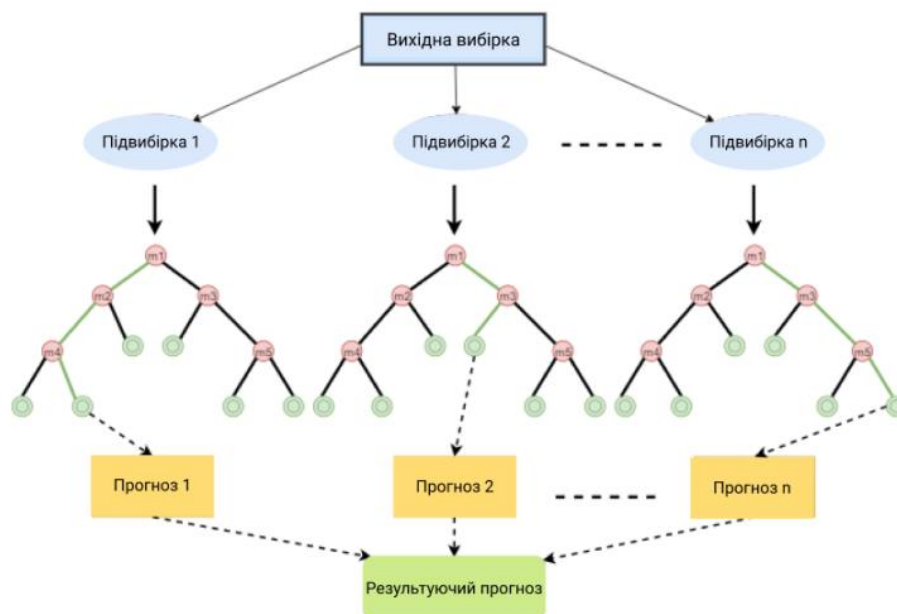 Вихідна вибірка
Підвибірка 1
Підвибірка 2
Підвибірка n
m1
m1
m1
m2
m3
m2
m3
m2
m3
m4
m5
m4
m5
m4
m5
Прогноз 1
Прогноз 2
Прогноз n
Результуючий прогноз